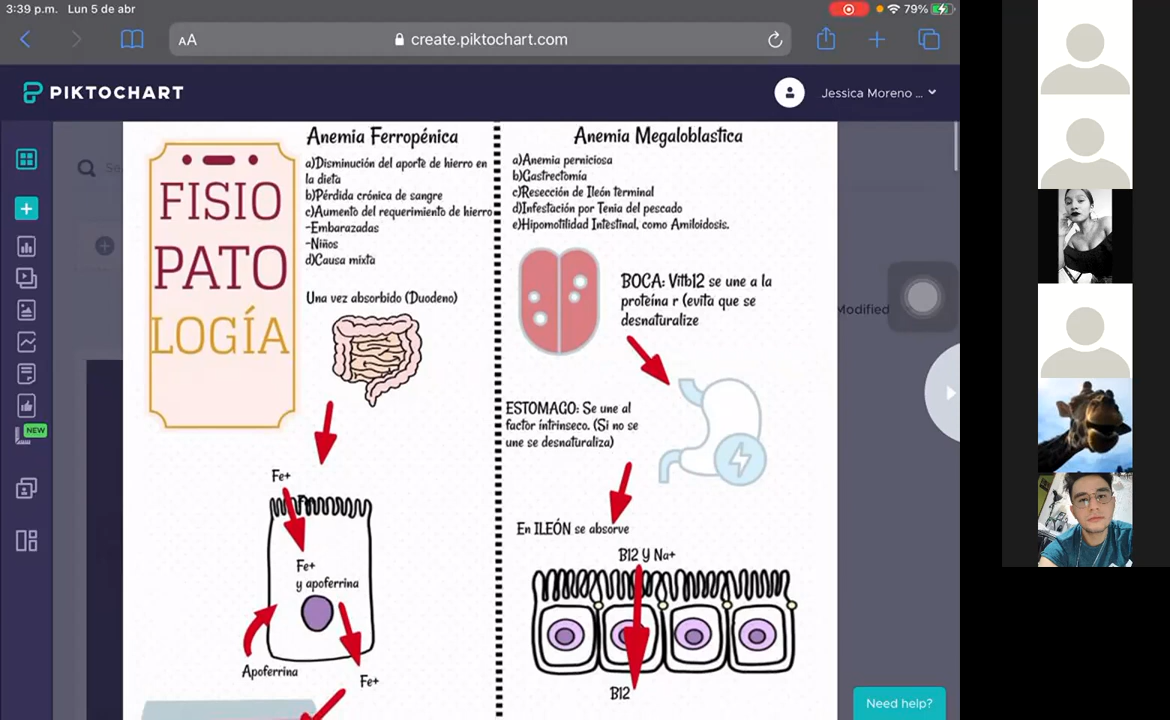 3:39 p.m. Lun 5 de abr
79%
AA
create.piktochart.com
PIKTOCHART
Jessica Moreno ...
FISIO
PATO
LOGÍA
NEW
Anemia Ferropénica
a)Disminución del aporte de hierro en
la dieta
b)Pérdida crónica de sangre
c)Aumento del requerimiento de hierro
-Embarazadas
-Niños
d)Causa mixta
Una vez absorbido (Duodeno)
Fe+
Fe+
y apoferrina
Apoferrina
Fe+
Anemia Megaloblastica
a)Anemia perniciosa
b)Gastrectomía
c)Resección de Ileón terminal
d)Infestación por Tenia del pescado
e)Hipomotilidad Intestinal, como Amiloidosis.
BOCA: Vitb12 se une a la
proteína r (evita que se
desnaturalize
ESTOMAGO: Se une al
factor intrinseco. (Si no se
une se desnaturaliza)
En ILEÓN se absorve
B12 Y Na+
B12
Modified
Need help?